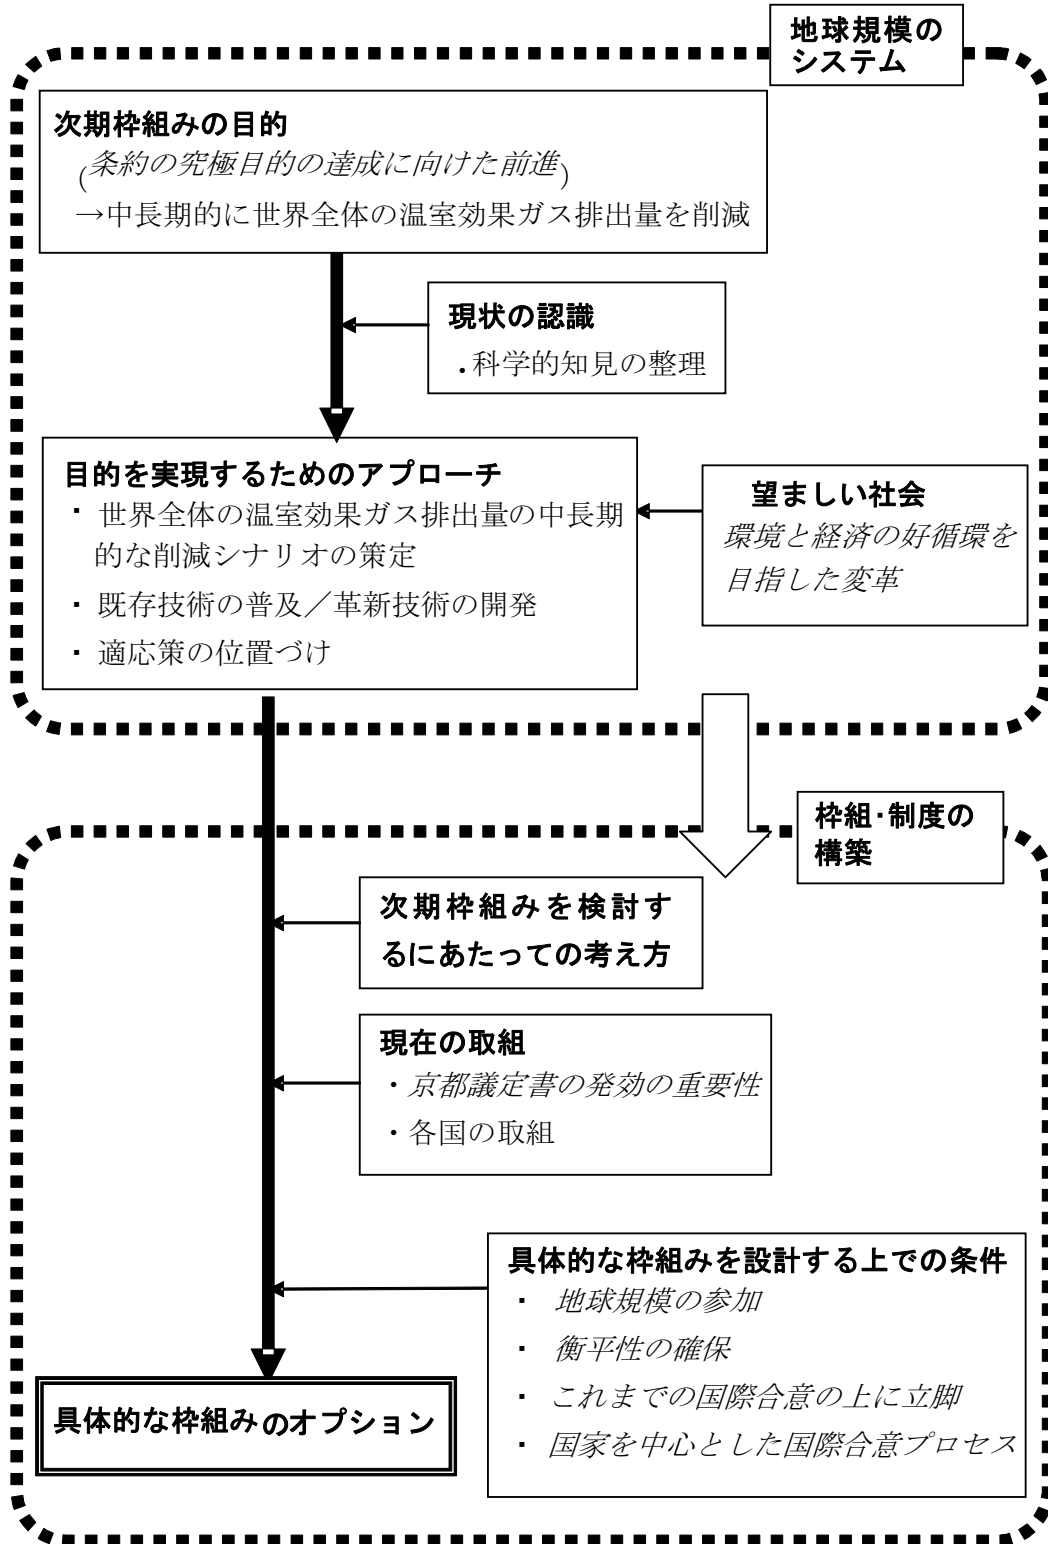 地球規模の
システム
次期枠組みの目的
(条約の究極目的の達成に向けた前進)
→中長期的に世界全体の温室効果ガス排出量を削減
現状の認識
．科学的知見の整理
目的を実現するためのアプローチ
・ 世界全体の温室効果ガス排出量の中長期
的な削減シナリオの策定
・ 既存技術の普及／革新技術の開発
・ 適応策の位置づけ
望ましい社会
環境と経済の好循環を
目指した変革
枠組･制度の
構築
次期枠組みを検討す
るにあたっての考え方
現在の取組
・京都議定書の発効の重要性
・各国の取組
具体的な枠組みを設計する上での条件
・ 地球規模の参加
・ 衡平性の確保
・ これまでの国際合意の上に立脚
・ 国家を中心とした国際合意プロセス
具体的な枠組みのオプション